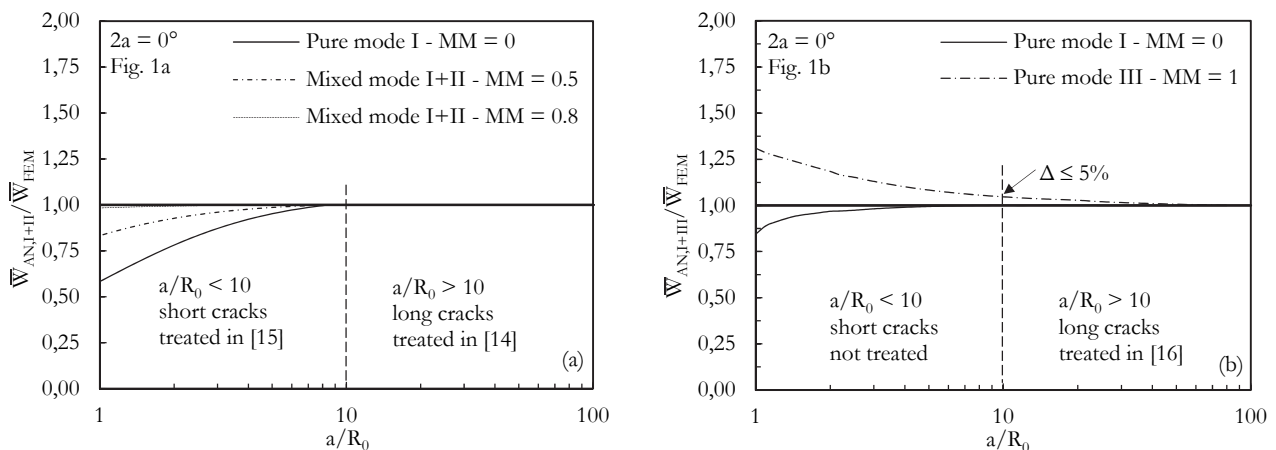 2,00
1,75
1,50
1,25
1,00
0,75
0,50
0,25
0,00
W̅AN,I+II/W̅FEM
2a = 0°
Fig. 1a
Pure mode I - MM = 0
Mixed mode I+II - MM = 0.5
Mixed mode I+II - MM = 0.8
a/R0 < 10
short cracks
treated in [15]
a/R0 > 10
long cracks
treated in [14]
(a)
1 10 100
a/R0
2,00
1,75
1,50
1,25
1,00
0,75
0,50
0,25
0,00
W̅AN,I+III/W̅FEM
2a = 0°
Fig. 1b
Pure mode I - MM = 0
Pure mode III - MM = 1
Δ ≤ 5%
a/R0 < 10
short cracks
not treated
a/R0 > 10
long cracks
treated in [16]
(b)
1 10 100
a/R0